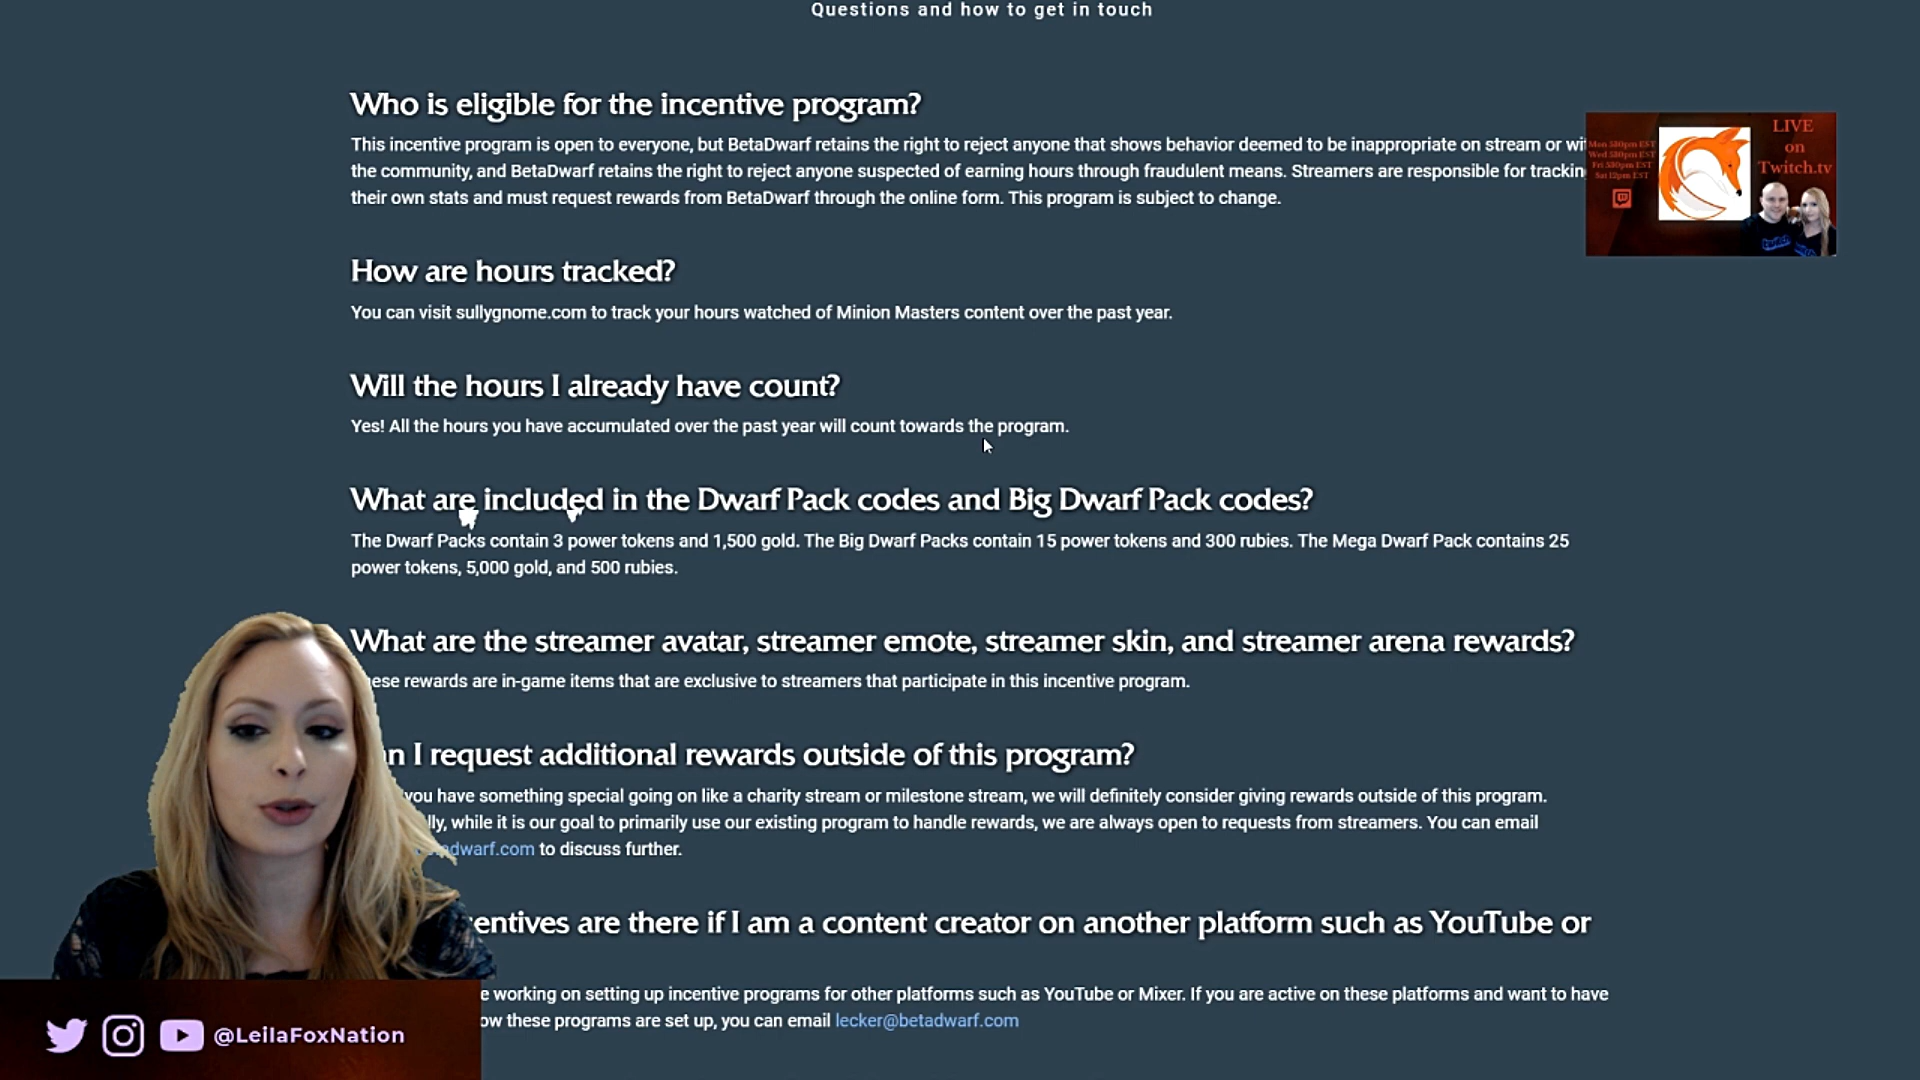 Questions and how to get in touch
Who is eligible for the incentive program?
This incentive program is open to everyone, but BetaDwarf retains the right to reject anyone that shows behavior deemed to be inappropriate on stream or
the community, and BetaDwarf retains the right to reject anyone suspected of earning hours through fraudulent means. Streamers are responsible for
their own stats and must request rewards from BetaDwarf through the online form. This program is subject to change.
LIVE
on
Twitch.tv
Mon 530pm EST
Wed 530pm EST
Fri 530pm EST
Sat 12pm EST
How are hours tracked?
You can visit sullygnome.com to track your hours watched of Minion Masters content over the past year.
Will the hours I already have count?
Yes! All the hours you have accumulated over the past year will count towards the program.
What are included in the Dwarf Pack codes and Big Dwarf Pack codes?
The Dwarf Packs contain 3 power tokens and 1,500 gold. The Big Dwarf Packs contain 15 power tokens and 300 rubies. The Mega Dwarf Pack contains 25
power tokens, 5,000 gold, and 500 rubies.
What are the streamer avatar, streamer emote, streamer skin, and streamer arena rewards?
rewards are in-game items that are exclusive to streamers that participate in this incentive program.
I request additional rewards outside of this program?
you have something special going on like a charity stream or milestone stream, we will definitely consider giving rewards outside of this program.
while it is our goal to primarily use our existing program to handle rewards, we are always open to requests from streamers. You can email
to discuss further.
are there if I am a content creator on another platform such as YouTube or
working on setting up incentive programs for other platforms such as YouTube or Mixer. If you are active on these platforms and want to have
these programs are set up, you can email lecker@betadwarf.com
@LeilaFoxNation